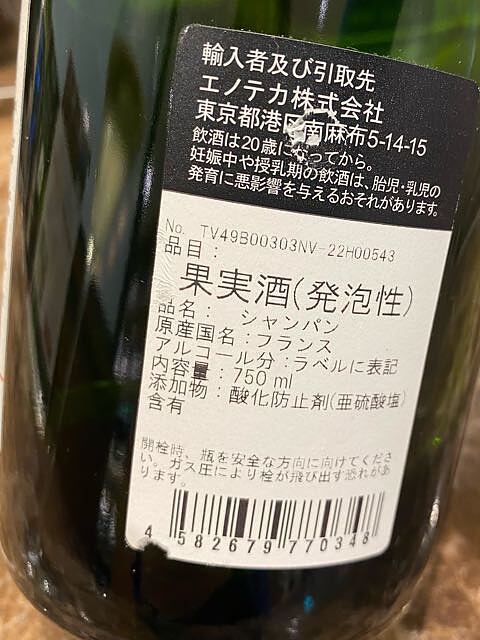 輸入者及び引取先
エノテカ株式会社
東京都港区南麻布5-14-15
飲酒は20歳になってから。
妊娠中や授乳期の飲酒は、胎児・乳児の
発育に悪影響を与えるおそれがあります。
No. TV49B00303NV-22H00543
品目:
果実酒(発泡性)
品名: シャンパン
原産国名:フランス
アルコール分:ラベルに表記
内容量:750 ml
添加物:酸化防止剤(亜硫酸塩)
含有
開栓時、瓶を安全な方向に向けてくださ
い。ガス圧により栓が飛び出す恐れがあ
ります。
4 582679 770348